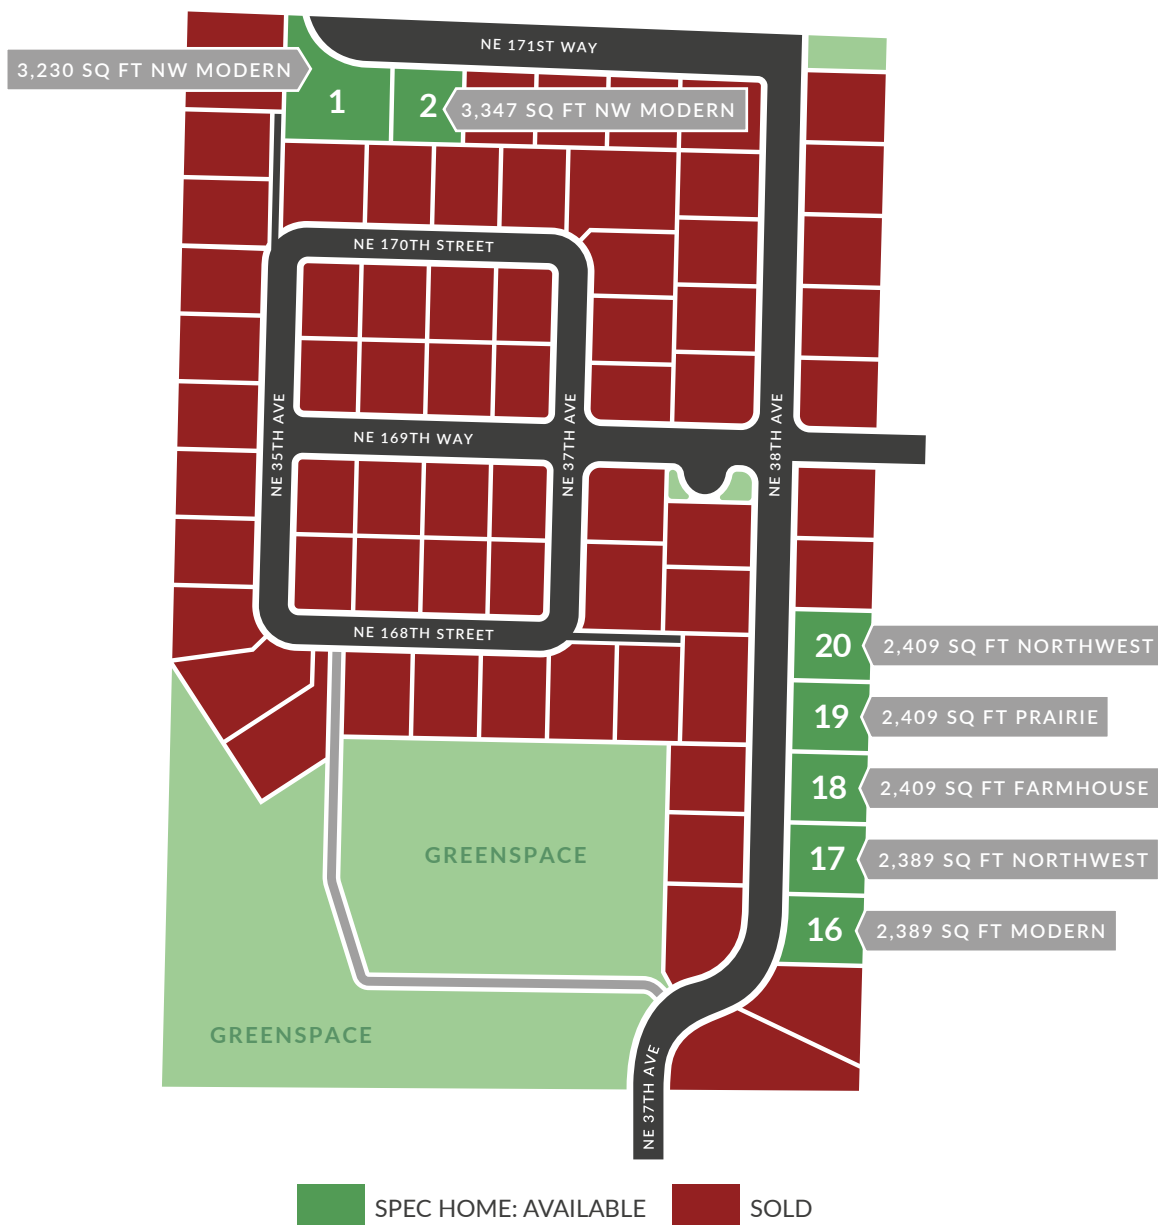 NE 171ST WAY
3,230 SQ FT NW MODERN
1
2
3,347 SQ FT NW MODERN
NE 170TH STREET
NE 35TH AVE
NE 37TH AVE
NE 38TH AVE
NE 169TH WAY
NE 168TH STREET
20
2,409 SQ FT NORTHWEST
19
2,409 SQ FT PRAIRIE
18
2,409 SQ FT FARMHOUSE
GREENSPACE
17
2,389 SQ FT NORTHWEST
16
2,389 SQ FT MODERN
GREENSPACE
NE 37TH AVE
SPEC HOME: AVAILABLE
SOLD